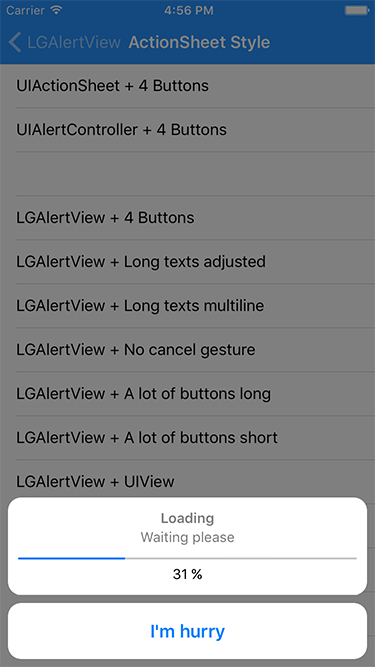 Carrier 4:56 PM
LGAlertView ActionSheet Style
UIActionSheet + 4 Buttons
UIAlertController + 4 Buttons
LGAlertView + 4 Buttons
LGAlertView + Long texts adjusted
LGAlertView + Long texts multiline
LGAlertView + No cancel gesture
LGAlertView + A lot of buttons long
LGAlertView + A lot of buttons short
LGAlertView + UIView
Loading
Waiting please
31 %
I'm hurry